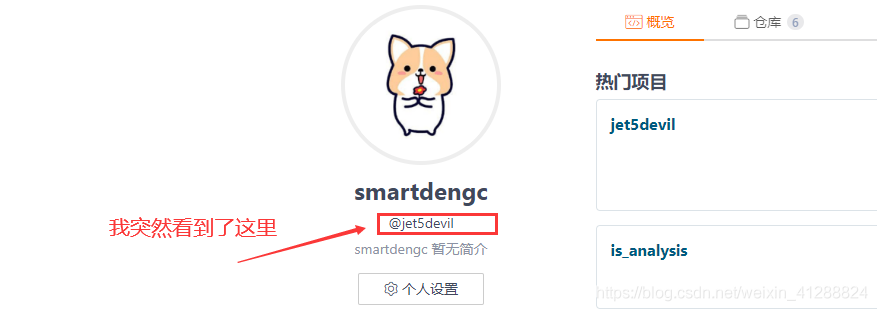 概览
仓库 6
热门项目
jet5devil
smartdengc
我突然看到了这里
@jet5devil
smartdengc 暂无简介
is_analysis
个人设置
https://blog.csdn.net/weixin_41288824